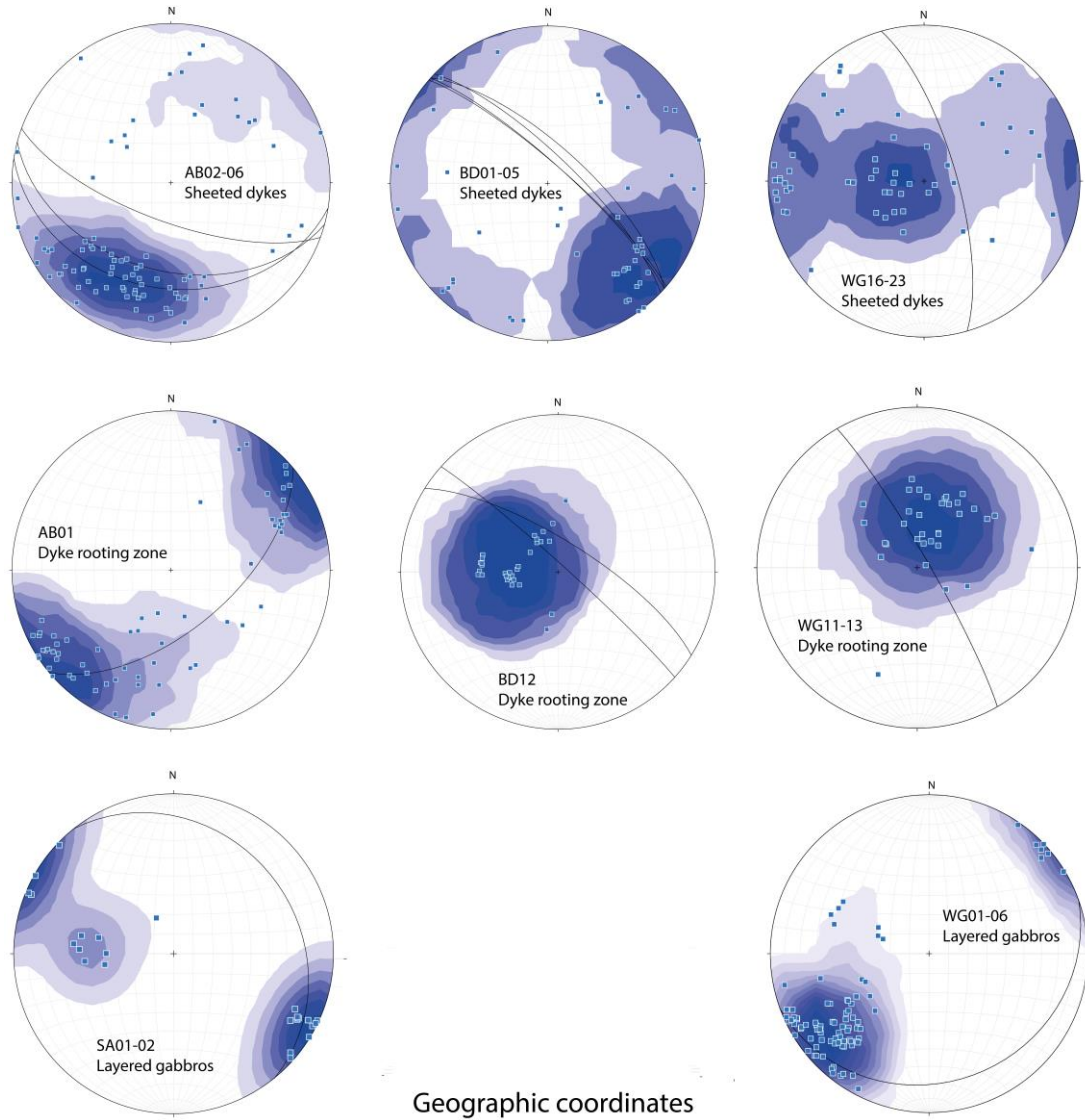 N
N
N
AB02-06
Sheeted dykes
BD01-05
Sheeted dykes
WG16-23
Sheeted dykes
N
N
N
AB01
Dyke rooting zone
BD12
Dyke rooting zone
WG11-13
Dyke rooting zone
N
N
SA01-02
Layered gabbros
WG01-06
Layered gabbros
Geographic coordinates